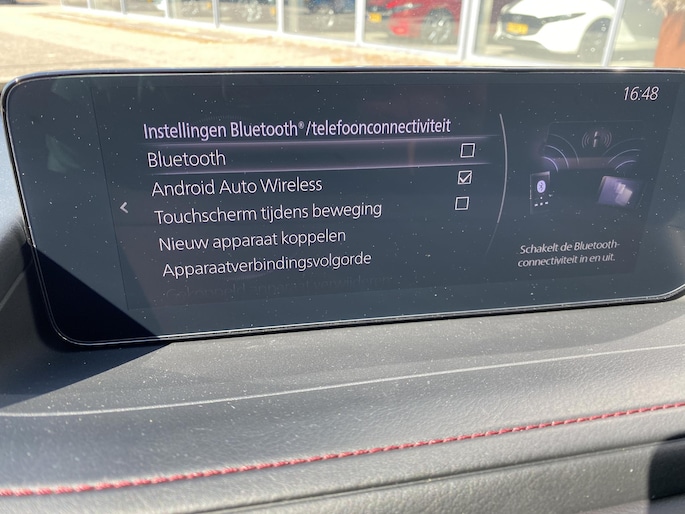 16:48
Instellingen Bluetooth®/telefoonconnectiviteit
Bluetooth
Android Auto Wireless
Touchscherm tijdens beweging
Nieuw apparaat koppelen
Apparaatverbindingsvolgorde
Schakelt de Bluetooth-
connectiviteit in en uit.